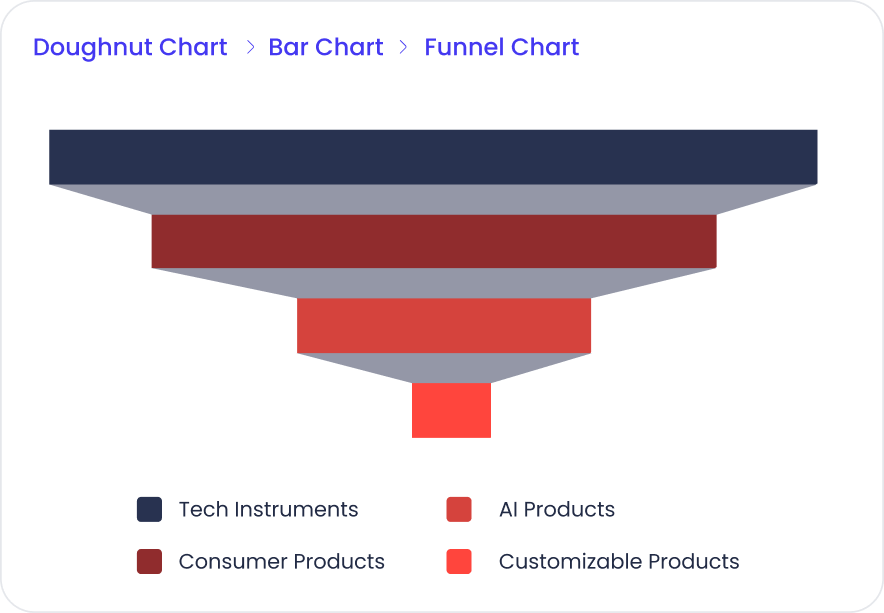 Doughnut Chart > Bar Chart > Funnel Chart
Tech Instruments
AI Products
Consumer Products
Customizable Products